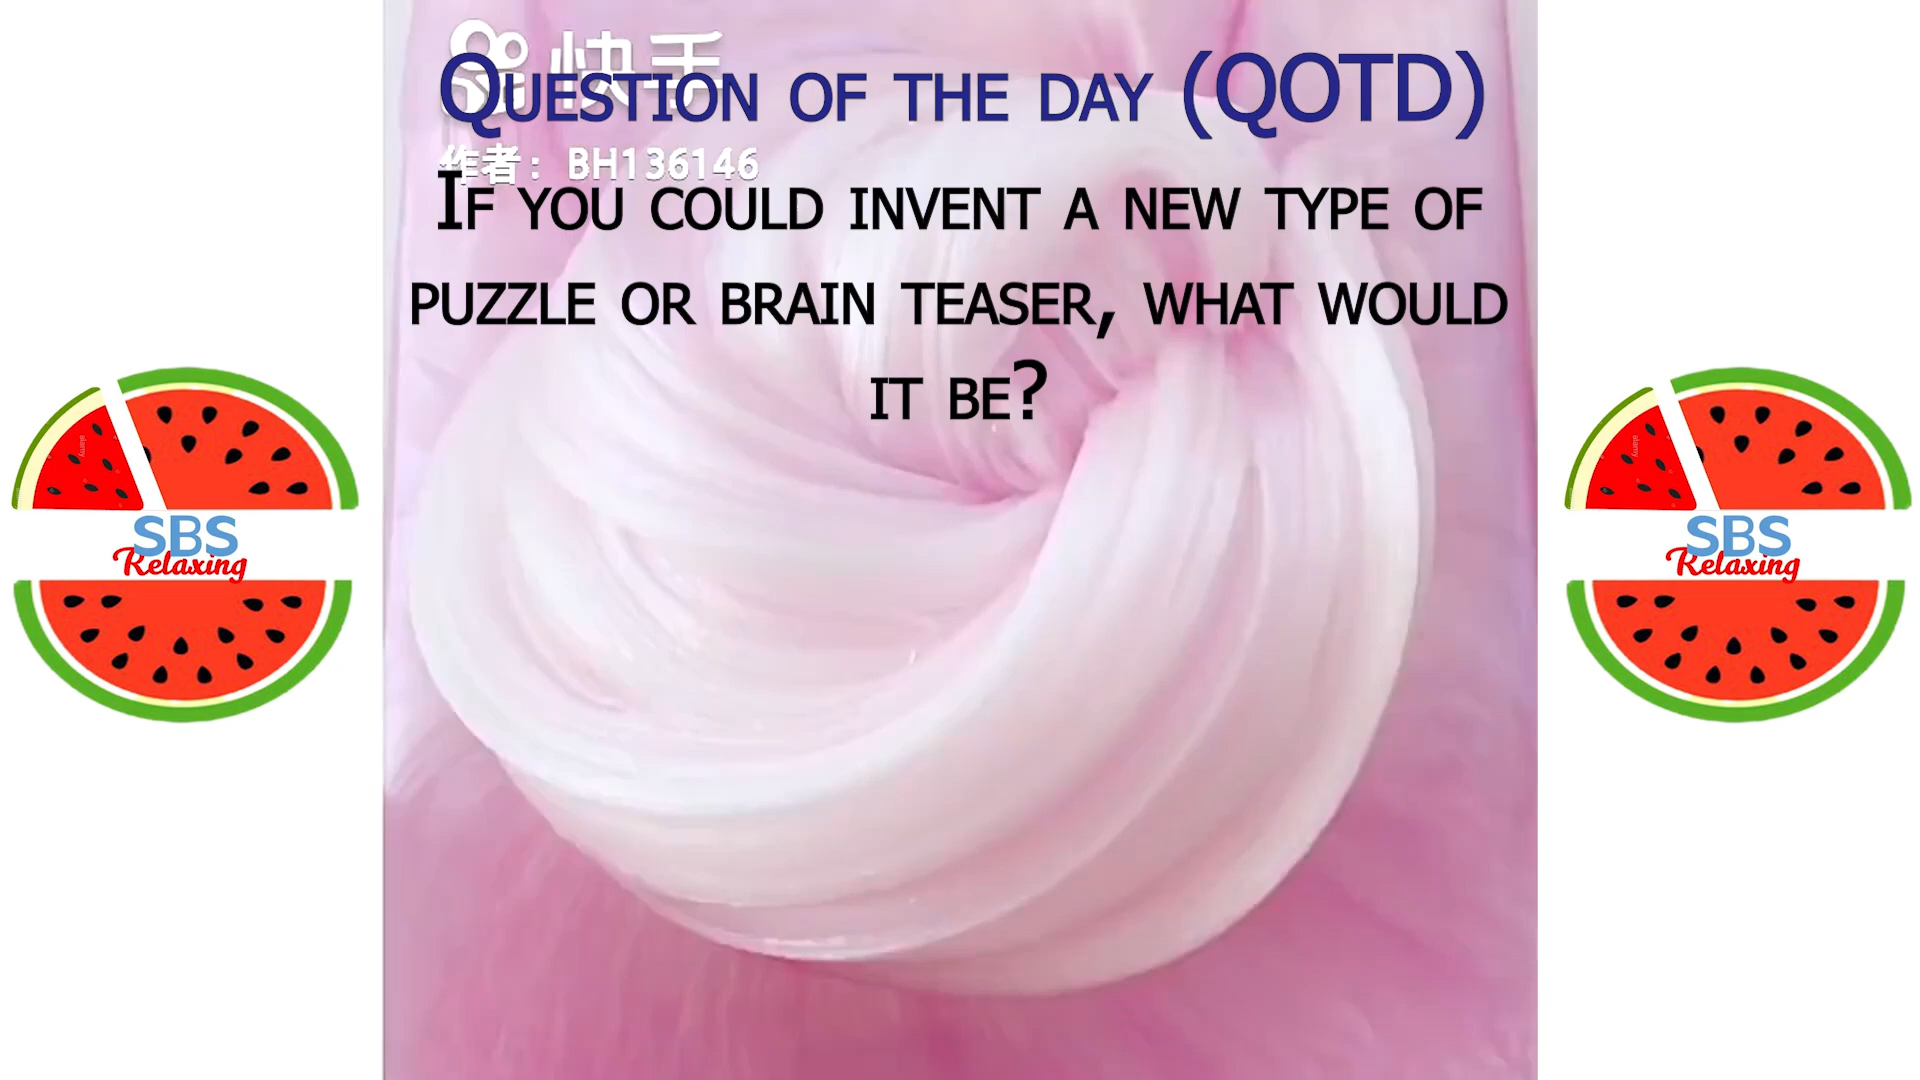 快手
Question of the day (QOTD)
作者: BH136146
If you could invent a new type of
puzzle or brain teaser, what would
it be?
SBS
Relaxing
SBS
Relaxing